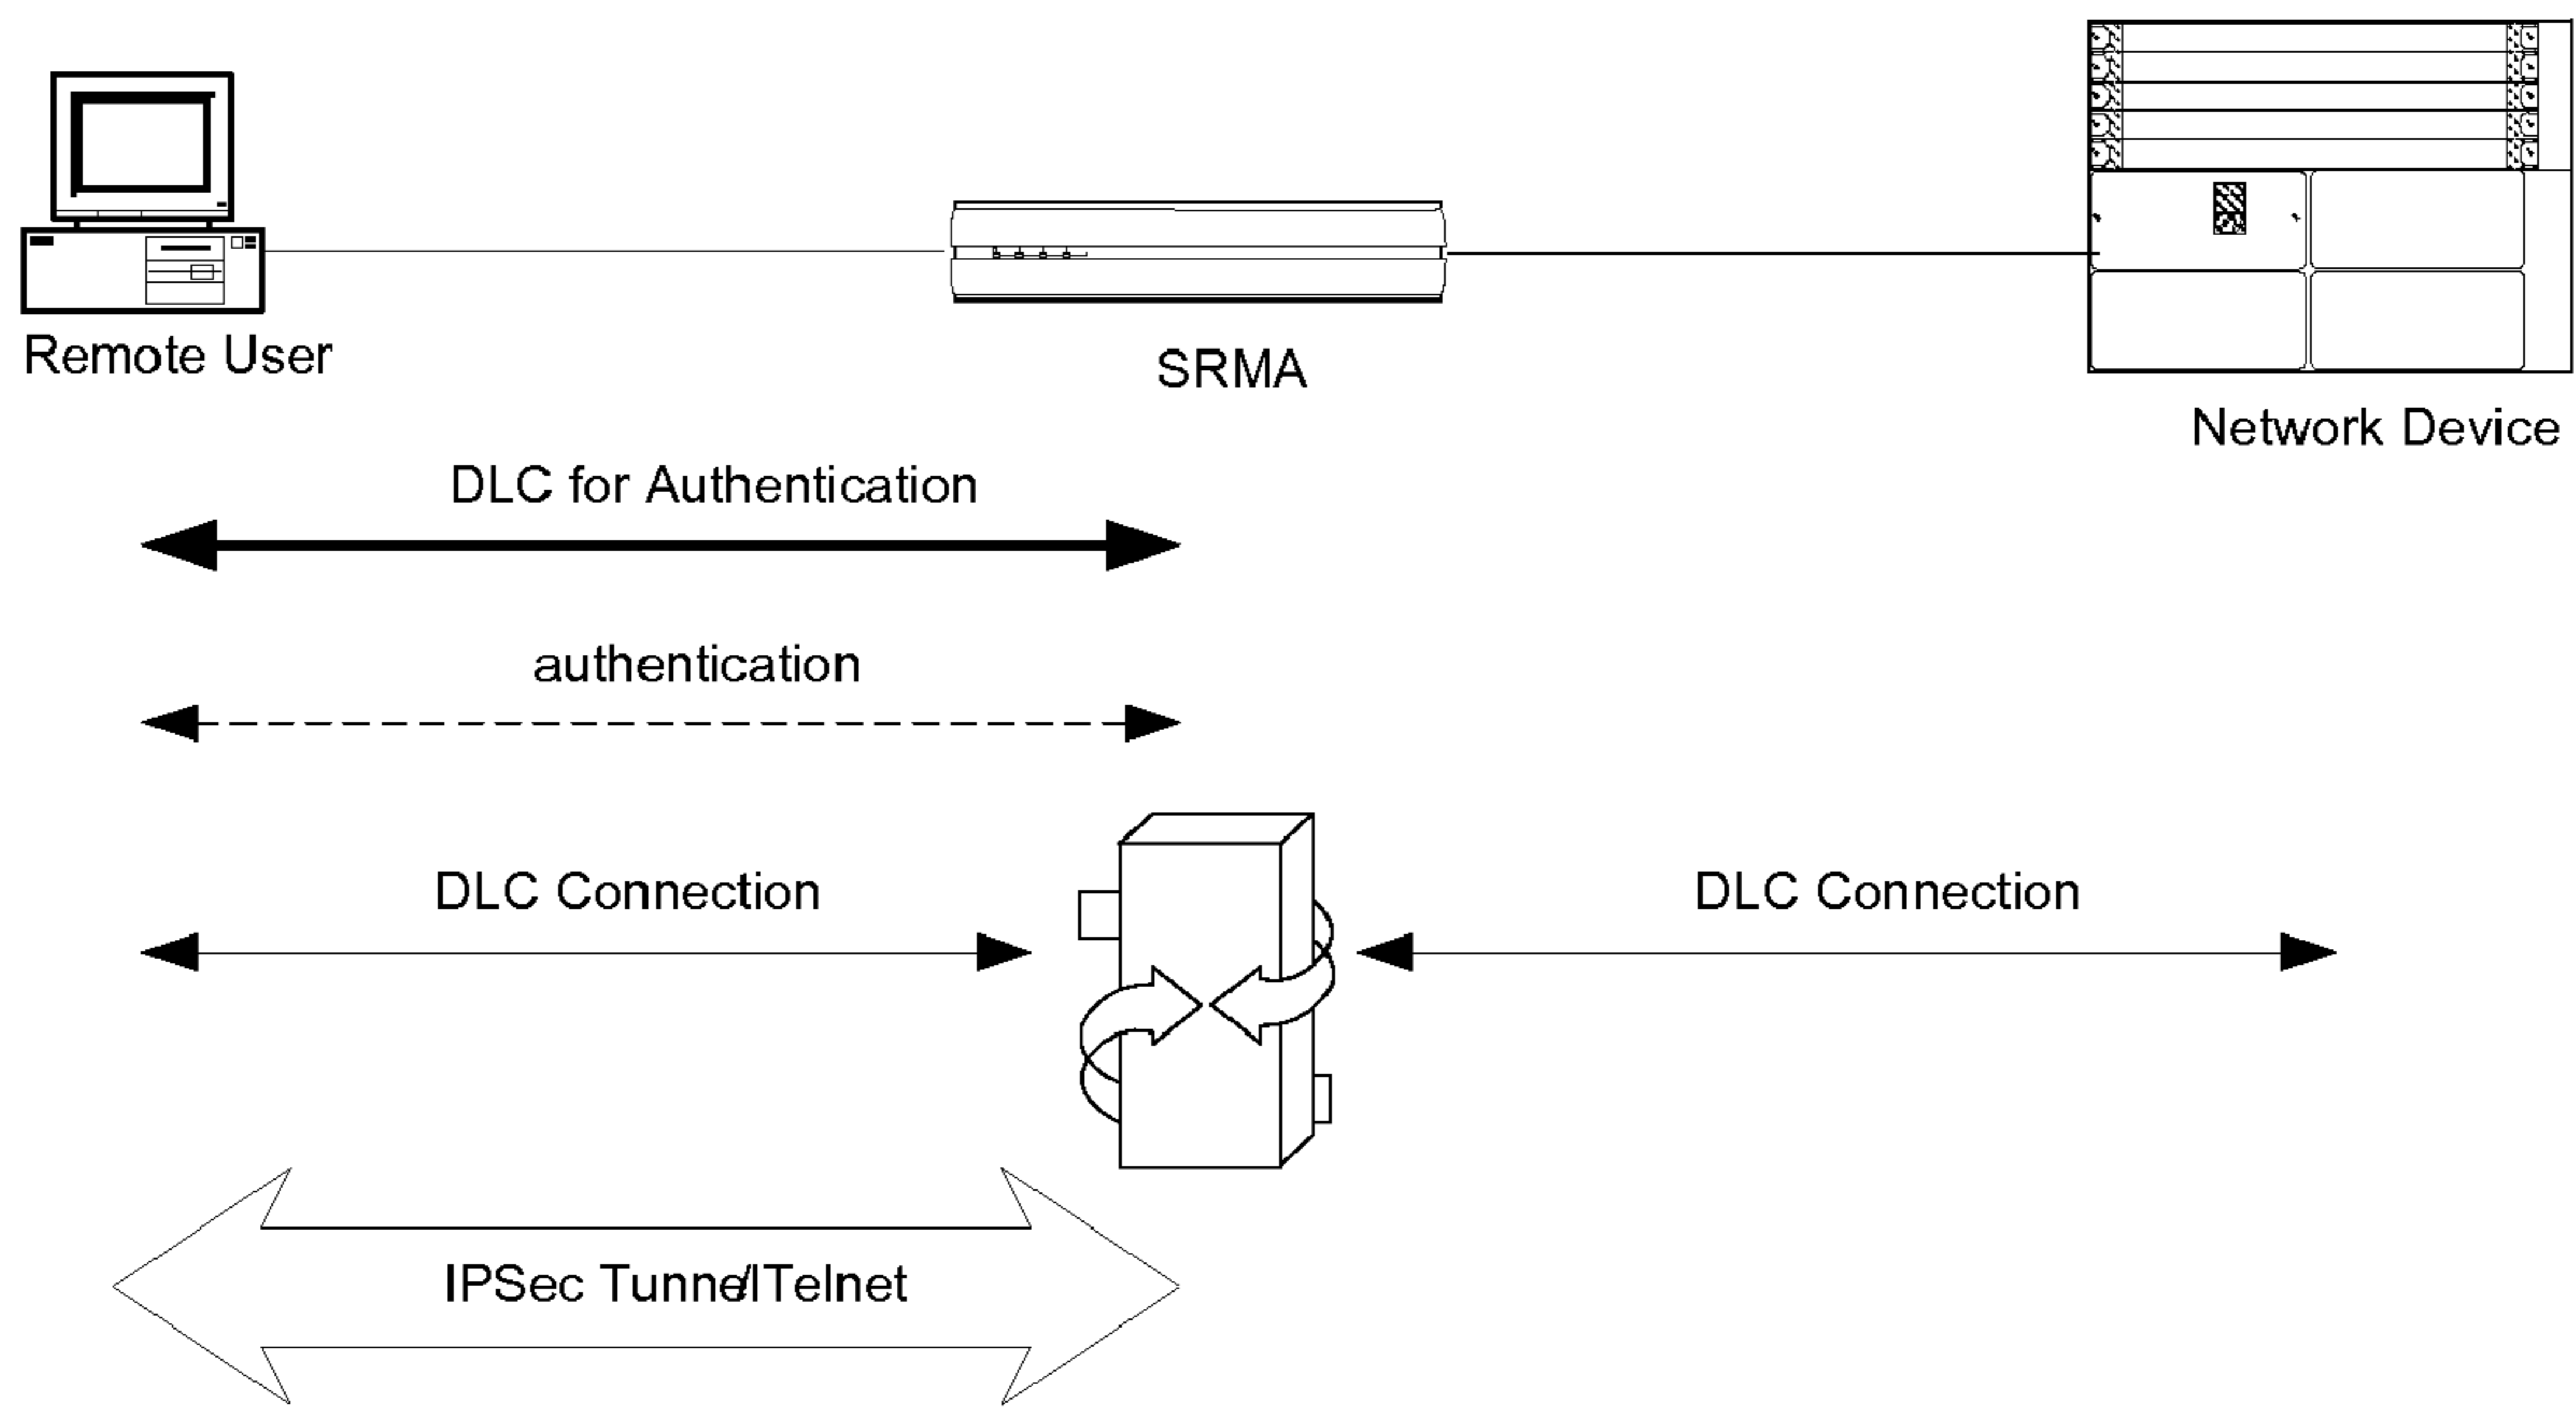 Remote User
SRMA
Network Device
DLC for Authentication
authentication
DLC Connection
DLC Connection
IPSec Tunnel/Telnet